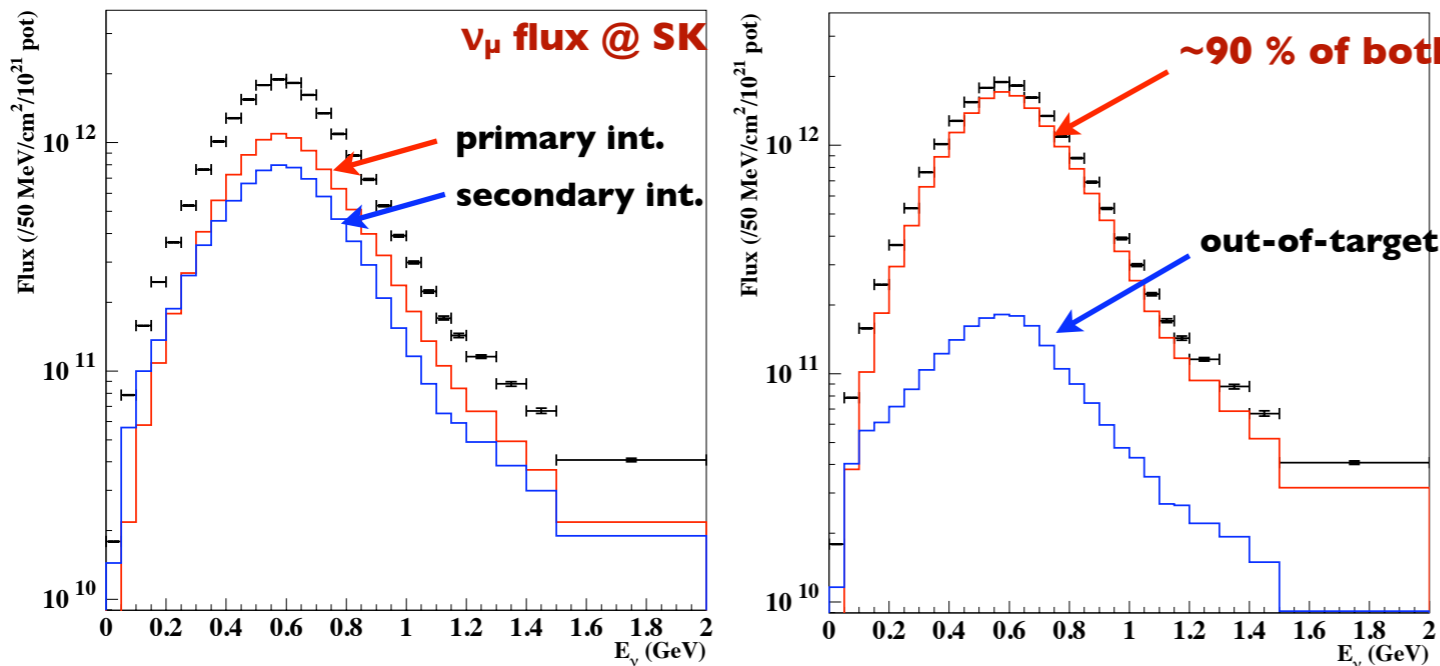 ν_μ flux @ SK
primary int.
secondary int.
Flux (/50 MeV/cm²/10²¹ pot)
10¹²
10¹¹
10¹⁰
0 0.2 0.4 0.6 0.8 1 1.2 1.4 1.6 1.8 2
E_ν (GeV)
~90 % of both
out-of-target
Flux (/50 MeV/cm²/10²¹ pot)
10¹²
10¹¹
10¹⁰
0 0.2 0.4 0.6 0.8 1 1.2 1.4 1.6 1.8 2
E_ν (GeV)